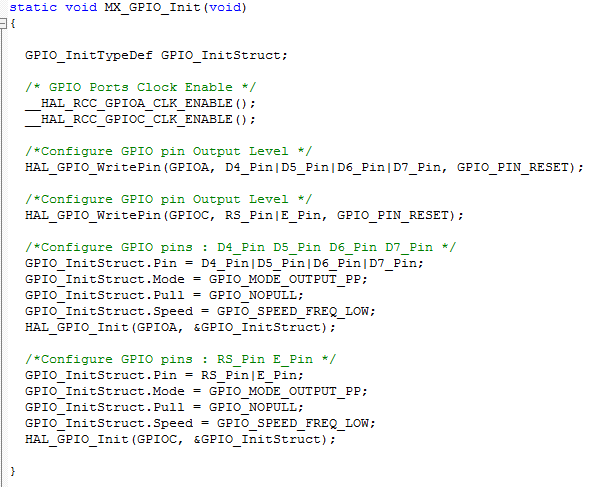 static void MX_GPIO_Init(void)
{
GPIO_InitTypeDef GPIO_InitStruct;
/* GPIO Ports Clock Enable */
__HAL_RCC_GPIOA_CLK_ENABLE();
__HAL_RCC_GPIOC_CLK_ENABLE();
/*Configure GPIO pin Output Level */
HAL_GPIO_WritePin(GPIOA, D4_Pin|D5_Pin|D6_Pin|D7_Pin, GPIO_PIN_RESET);
/*Configure GPIO pin Output Level */
HAL_GPIO_WritePin(GPIOC, RS_Pin|E_Pin, GPIO_PIN_RESET);
/*Configure GPIO pins : D4_Pin D5_Pin D6_Pin D7_Pin */
GPIO_InitStruct.Pin = D4_Pin|D5_Pin|D6_Pin|D7_Pin;
GPIO_InitStruct.Mode = GPIO_MODE_OUTPUT_PP;
GPIO_InitStruct.Pull = GPIO_NOPULL;
GPIO_InitStruct.Speed = GPIO_SPEED_FREQ_LOW;
HAL_GPIO_Init(GPIOA, &GPIO_InitStruct);
/*Configure GPIO pins : RS_Pin E_Pin */
GPIO_InitStruct.Pin = RS_Pin|E_Pin;
GPIO_InitStruct.Mode = GPIO_MODE_OUTPUT_PP;
GPIO_InitStruct.Pull = GPIO_NOPULL;
GPIO_InitStruct.Speed = GPIO_SPEED_FREQ_LOW;
HAL_GPIO_Init(GPIOC, &GPIO_InitStruct);
}